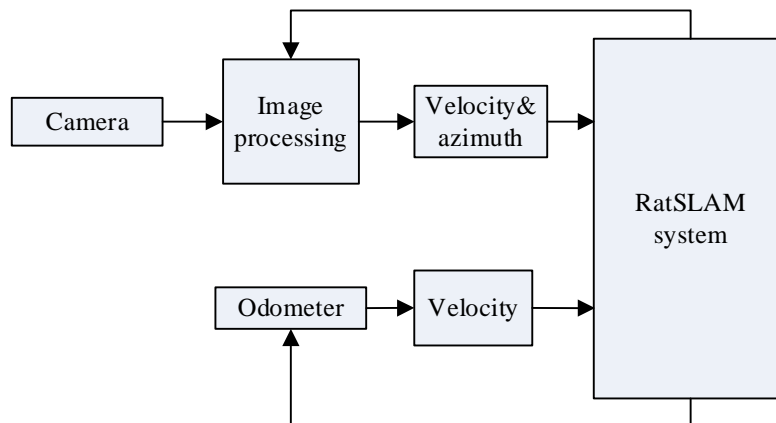 Camera
Image
processing
Velocity&
azimuth
RatSLAM
system
Odometer
Velocity